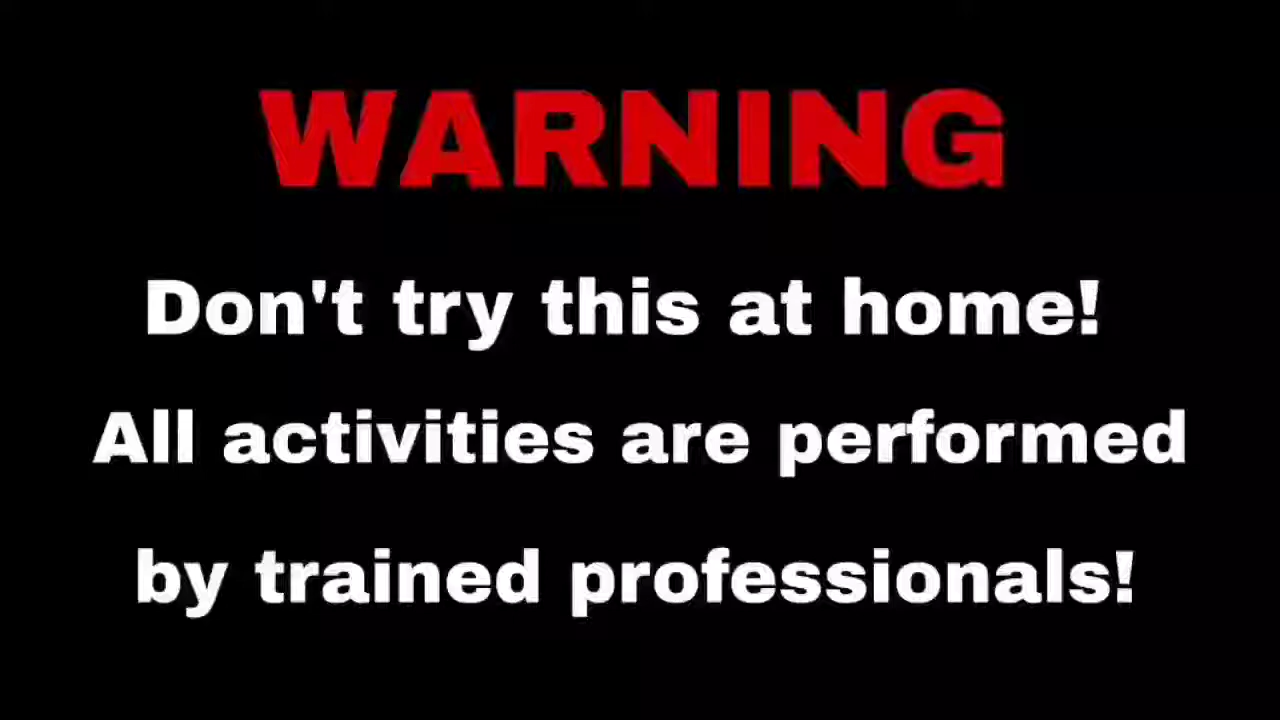 WARNING
Don't try this at home!
All activities are performed
by trained professionals!